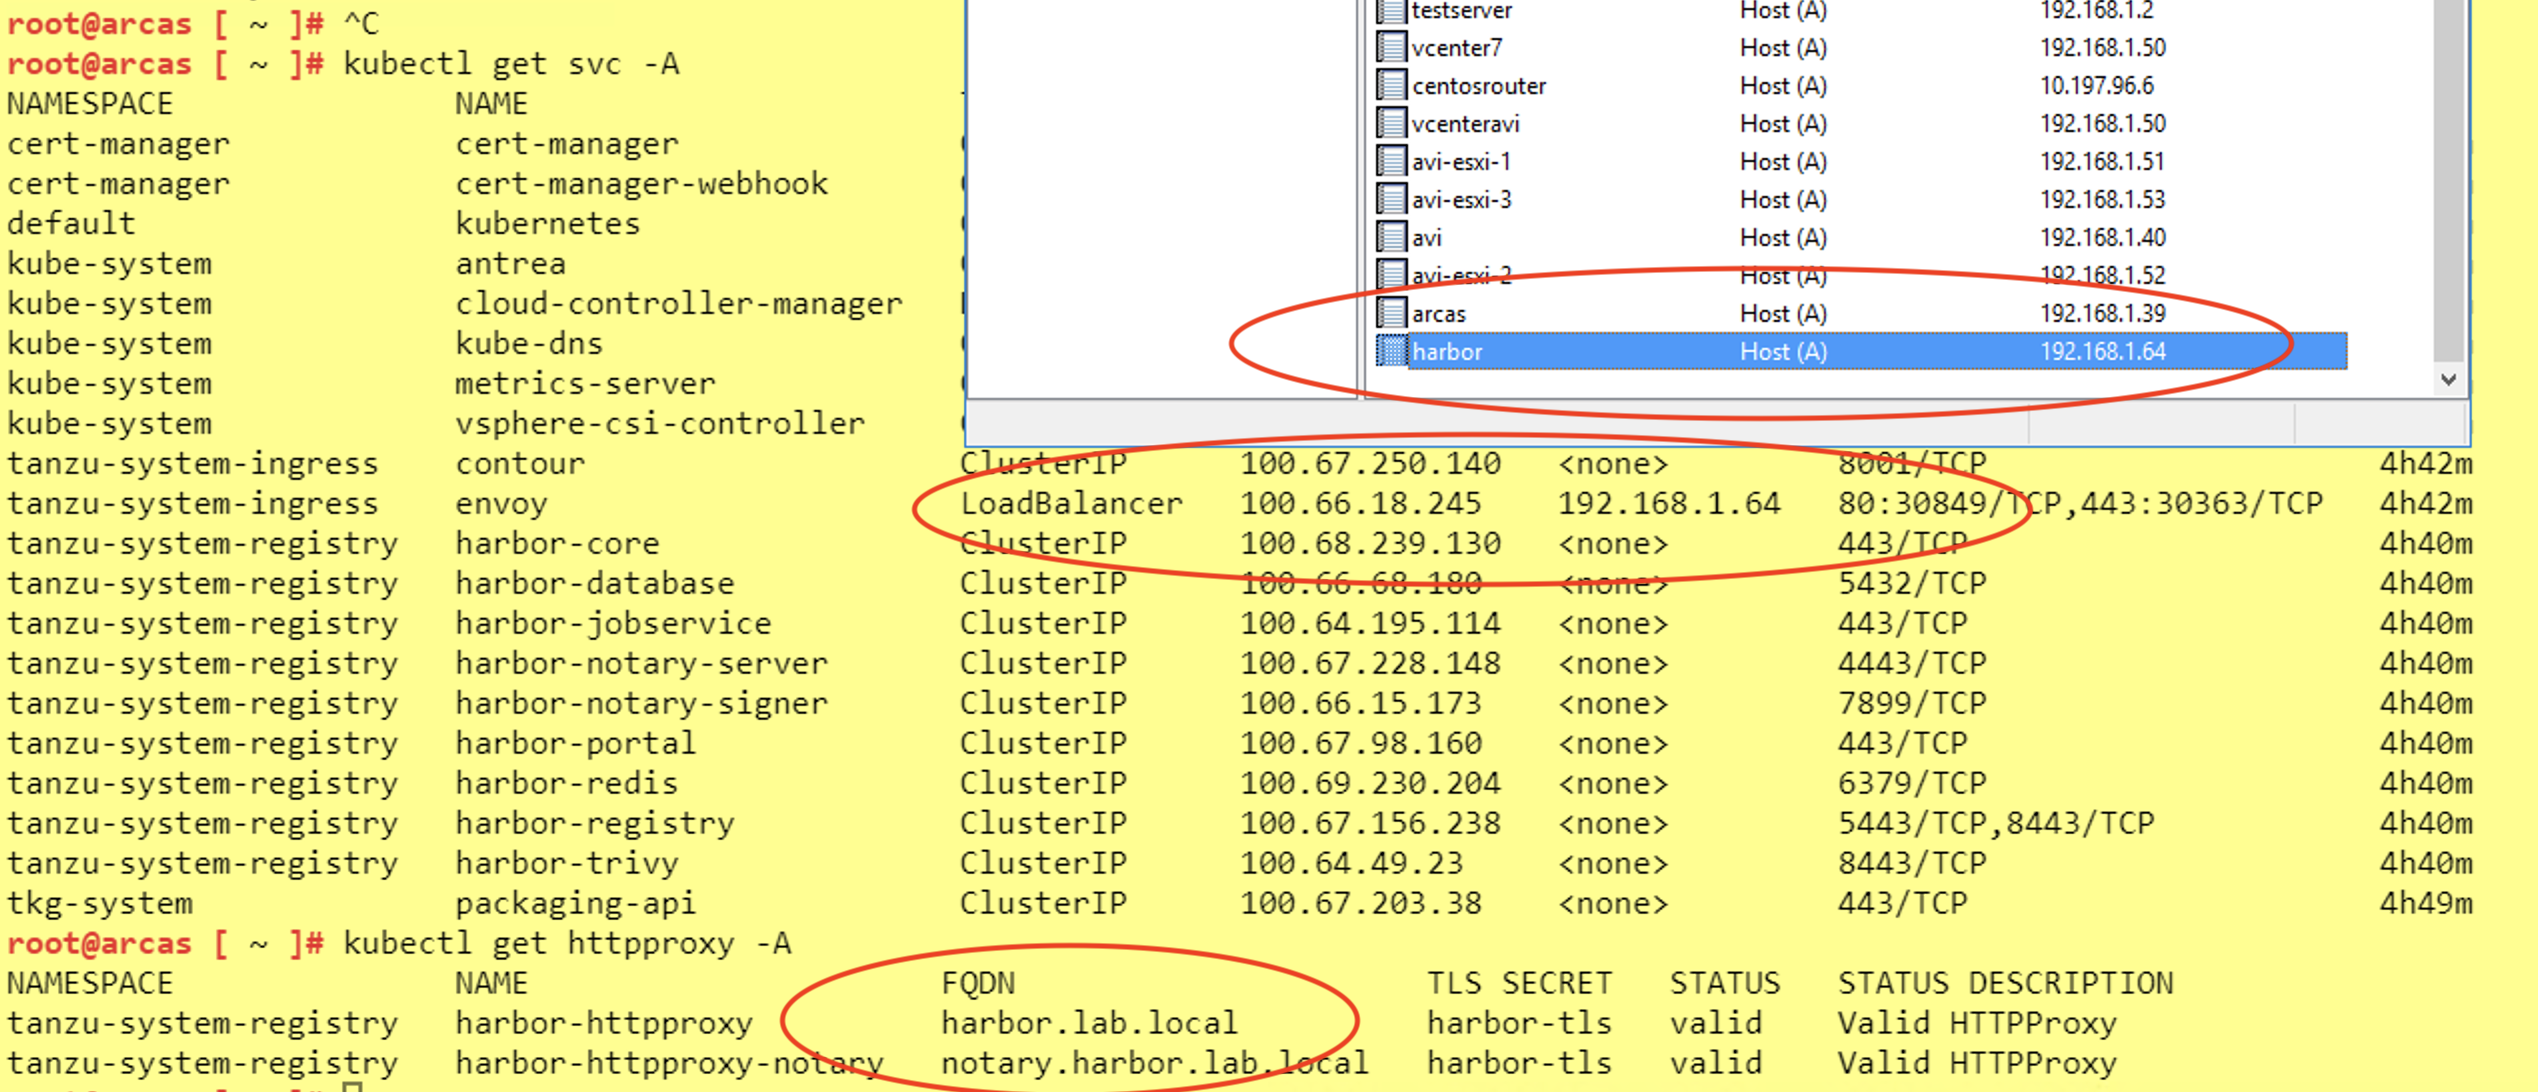 root@arcas [ ~ ]# ^C
root@arcas [ ~ ]# kubectl get svc -A
NAMESPACE NAME
cert-manager cert-manager
cert-manager cert-manager-webhook
default kubernetes
kube-system antrea
kube-system cloud-controller-manager
kube-system kube-dns
kube-system metrics-server
kube-system vsphere-csi-controller
testserver Host (A) 192.168.1.2
vcenter7 Host (A) 192.168.1.50
centosrouter Host (A) 10.197.96.6
vcenteravi Host (A) 192.168.1.50
avi-esxi-1 Host (A) 192.168.1.51
avi-esxi-3 Host (A) 192.168.1.53
avi Host (A) 192.168.1.40
avi-esxi-2 Host (A) 192.168.1.52
arcas Host (A) 192.168.1.39
harbor Host (A) 192.168.1.64
tanzu-system-ingress contour ClusterIP 100.67.250.140 <none> 8001/TCP 4h42m
tanzu-system-ingress envoy LoadBalancer 100.66.18.245 192.168.1.64 80:30849/TCP,443:30363/TCP 4h42m
tanzu-system-registry harbor-core ClusterIP 100.68.239.130 <none> 443/TCP 4h40m
tanzu-system-registry harbor-database ClusterIP 100.66.68.180 <none> 5432/TCP 4h40m
tanzu-system-registry harbor-jobservice ClusterIP 100.64.195.114 <none> 443/TCP 4h40m
tanzu-system-registry harbor-notary-server ClusterIP 100.67.228.148 <none> 4443/TCP 4h40m
tanzu-system-registry harbor-notary-signer ClusterIP 100.66.15.173 <none> 7899/TCP 4h40m
tanzu-system-registry harbor-portal ClusterIP 100.67.98.160 <none> 443/TCP 4h40m
tanzu-system-registry harbor-redis ClusterIP 100.69.230.204 <none> 6379/TCP 4h40m
tanzu-system-registry harbor-registry ClusterIP 100.67.156.238 <none> 5443/TCP,8443/TCP 4h40m
tanzu-system-registry harbor-trivy ClusterIP 100.64.49.23 <none> 8443/TCP 4h40m
tkg-system packaging-api ClusterIP 100.67.203.38 <none> 443/TCP 4h49m
root@arcas [ ~ ]# kubectl get httpproxy -A
NAMESPACE NAME FQDN TLS SECRET STATUS STATUS DESCRIPTION
tanzu-system-registry harbor-httpproxy harbor.lab.local harbor-tls valid Valid HTTPProxy
tanzu-system-registry harbor-httpproxy-notary notary.harbor.lab.local harbor-tls valid Valid HTTPProxy